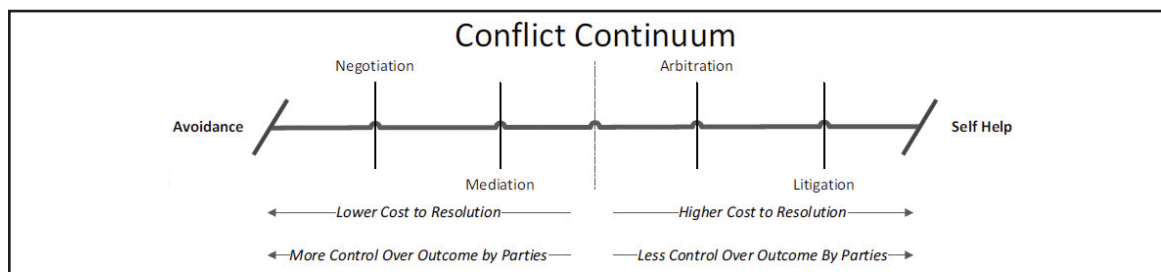 Conflict Continuum
Negotiation
Arbitration
Avoidance
Self Help
Mediation
Litigation
Lower Cost to Resolution
Higher Cost to Resolution
More Control Over Outcome by Parties
Less Control Over Outcome By Parties